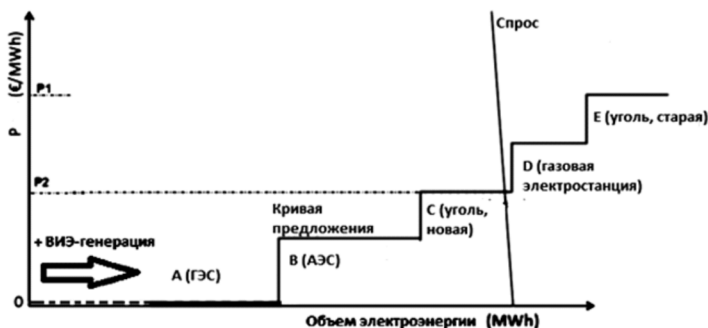 P (€/MWh)
P1
P2
0
Спрос
E (уголь, старая)
D (газовая
электростанция)
C (уголь,
новая)
Кривая
предложения
B (АЭС)
+ ВИЭ-генерация
A (ГЭС)
Объем электроэнергии (MWh)